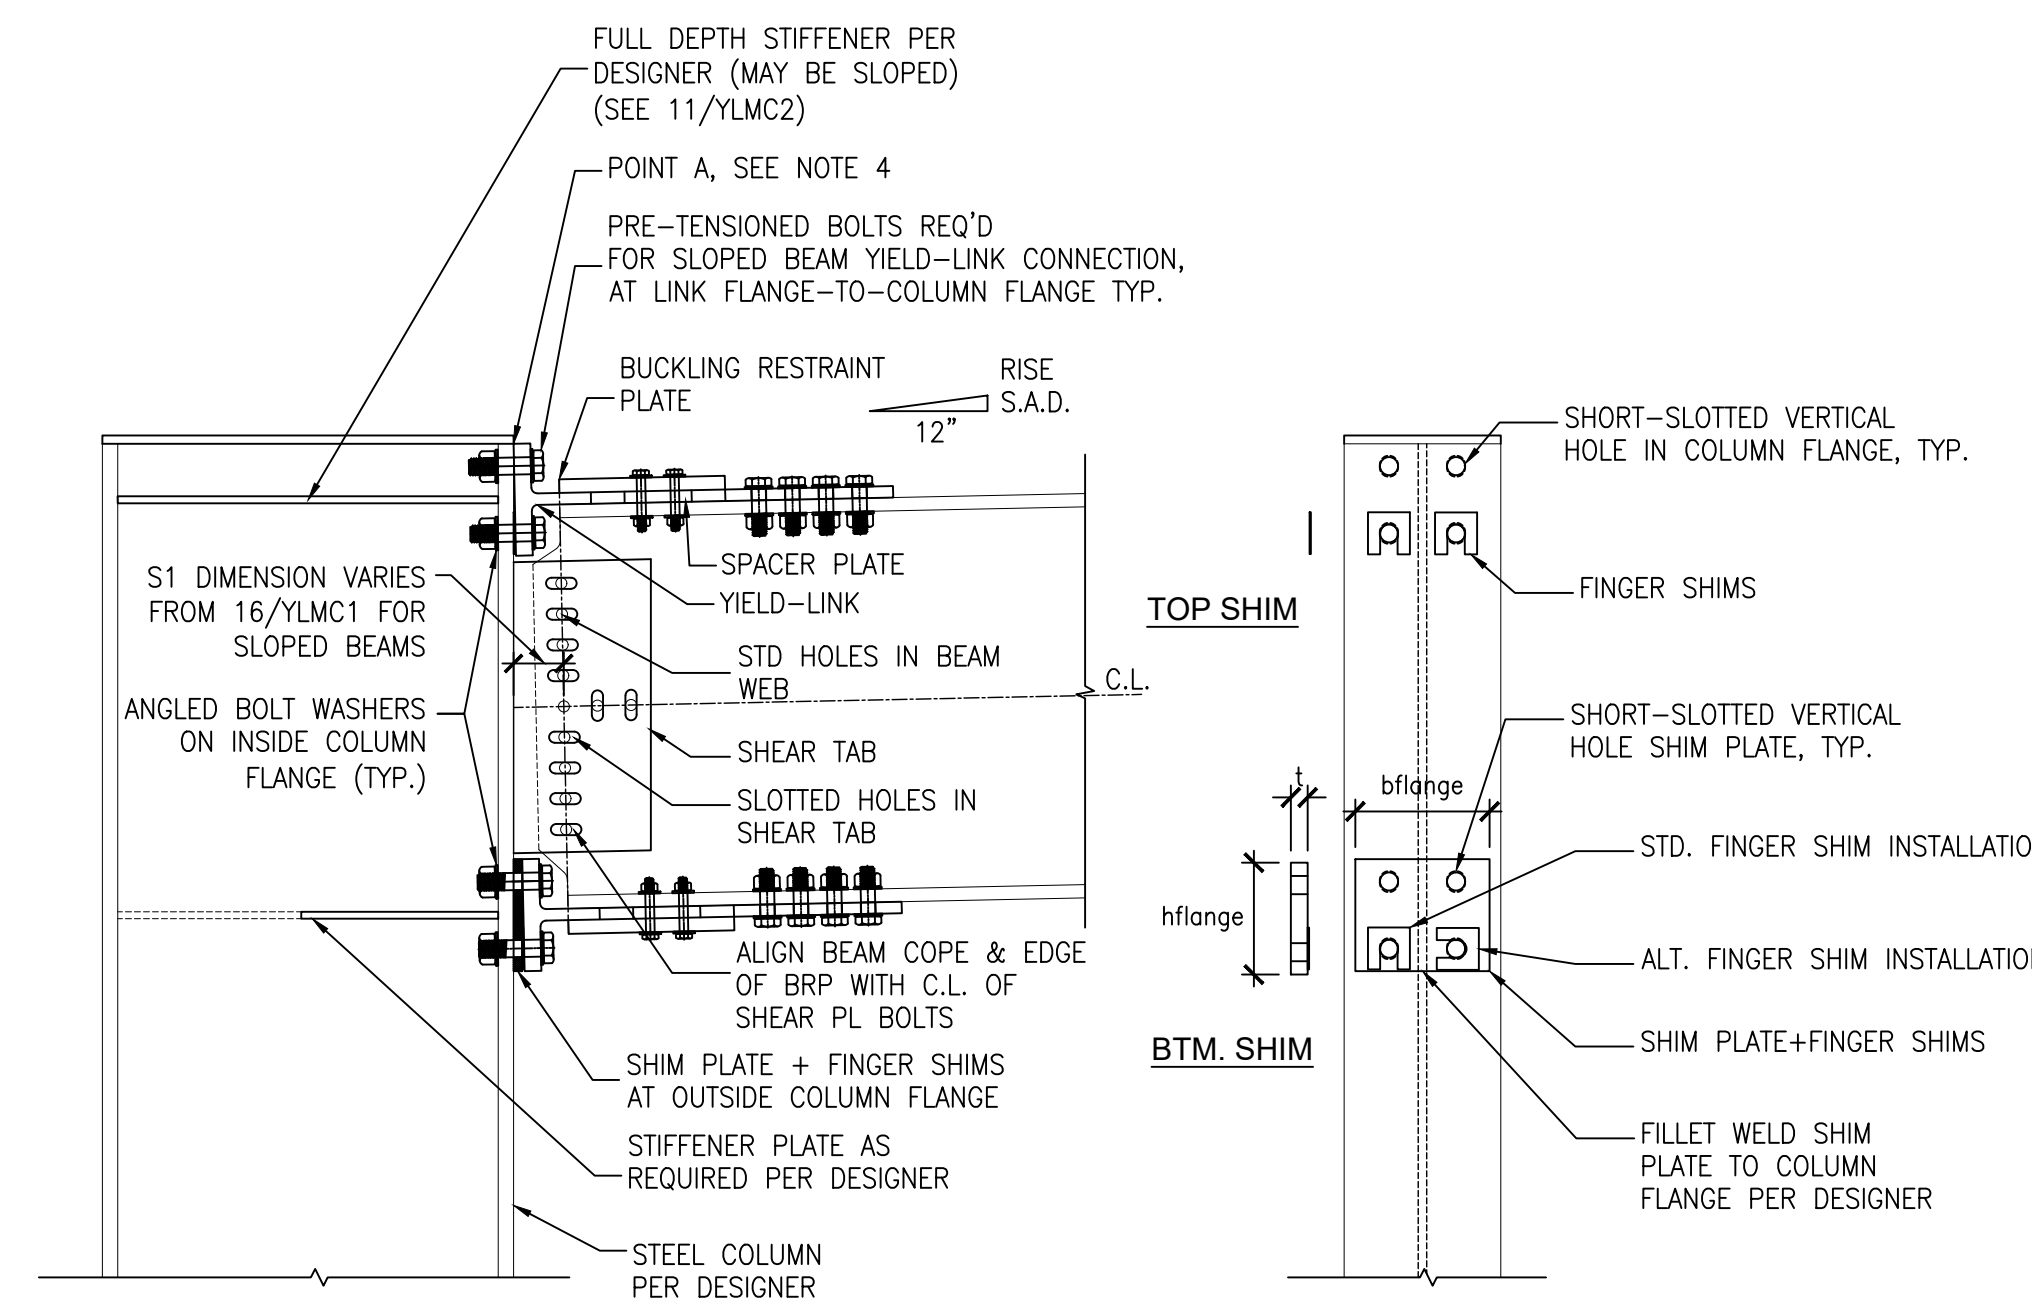 FULL DEPTH STIFFENER PER
DESIGNER (MAY BE SLOPED)
(SEE 11/YLMC2)
POINT A, SEE NOTE 4
PRE-TENSIONED BOLTS REQ'D
FOR SLOPED BEAM YIELD-LINK CONNECTION,
AT LINK FLANGE-TO-COLUMN FLANGE TYP.
BUCKLING RESTRAINT
PLATE
RISE
S.A.D.
12"
SPACER PLATE
YIELD-LINK
S1 DIMENSION VARIES
FROM 16/YLMC1 FOR
SLOPED BEAMS
STD HOLES IN BEAM
WEB
C.L.
ANGLED BOLT WASHERS
ON INSIDE COLUMN
FLANGE (TYP.)
SHEAR TAB
SLOTTED HOLES IN
SHEAR TAB
ALIGN BEAM COPE & EDGE
OF BRP WITH C.L. OF
SHEAR PL BOLTS
SHIM PLATE + FINGER SHIMS
AT OUTSIDE COLUMN FLANGE
STIFFENER PLATE AS
REQUIRED PER DESIGNER
STEEL COLUMN
PER DESIGNER
SHORT-SLOTTED VERTICAL
HOLE IN COLUMN FLANGE, TYP.
FINGER SHIMS
TOP SHIM
SHORT-SLOTTED VERTICAL
HOLE SHIM PLATE, TYP.
t
bflange
STD. FINGER SHIM INSTALLATIO
hflange
ALT. FINGER SHIM INSTALLATIO
BTM. SHIM
SHIM PLATE+FINGER SHIMS
FILLET WELD SHIM
PLATE TO COLUMN
FLANGE PER DESIGNER